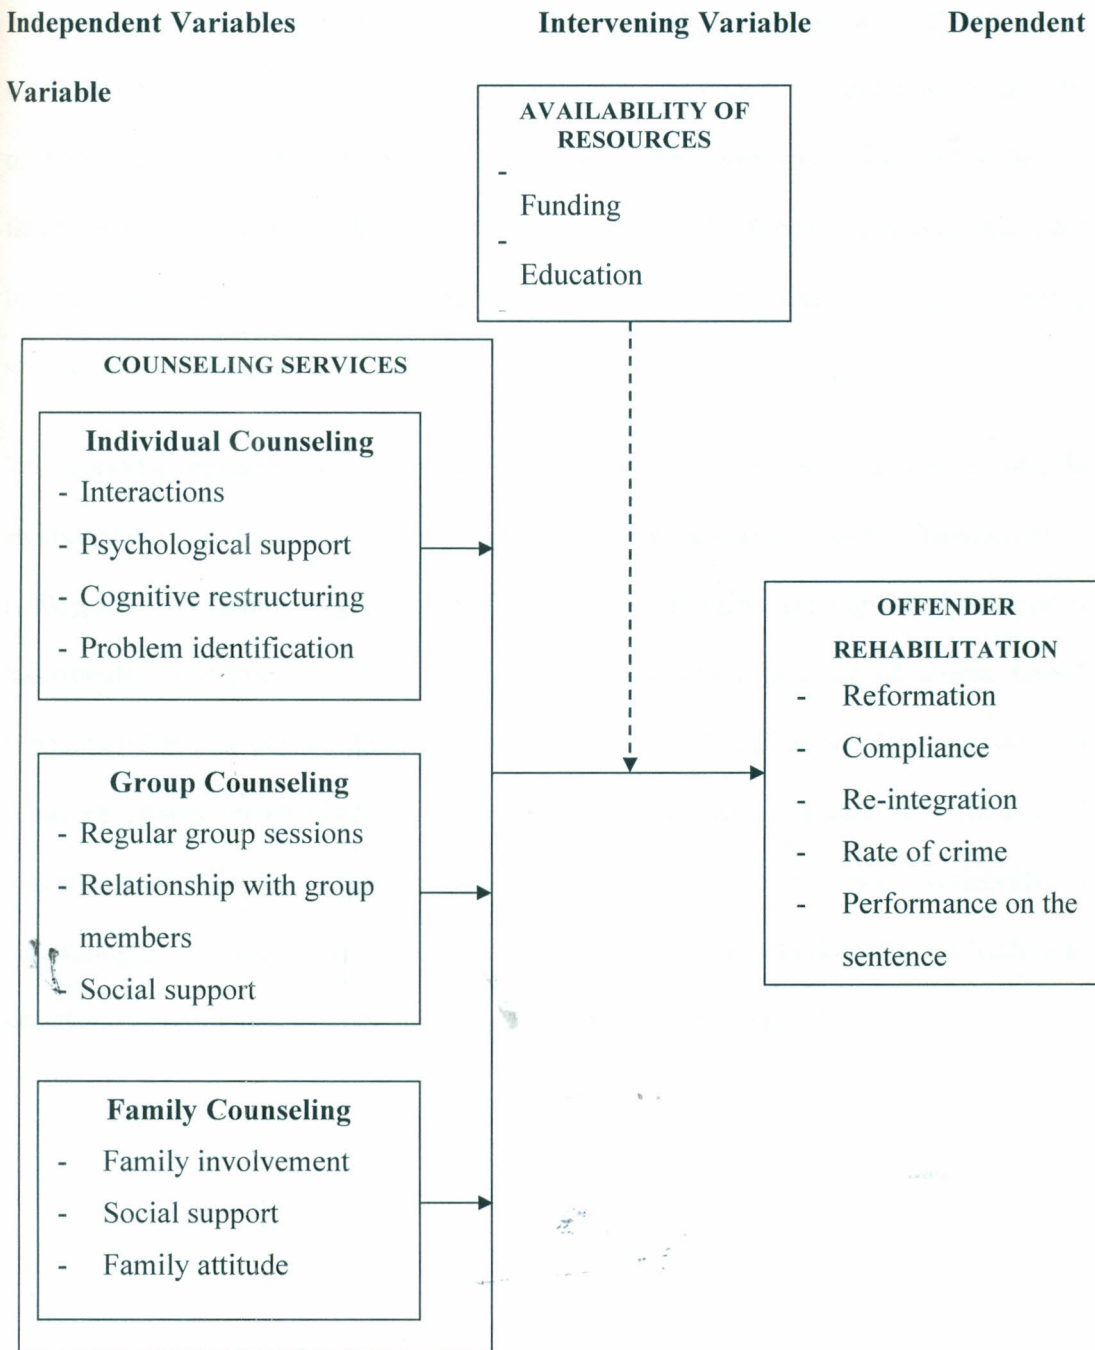 Independent Variables Intervening Variable Dependent
Variable
AVAILABILITY OF
RESOURCES
-
Funding
-
Education
-
COUNSELING SERVICES
Individual Counseling
- Interactions
- Psychological support
- Cognitive restructuring
- Problem identification
Group Counseling
- Regular group sessions
- Relationship with group
members
- Social support
Family Counseling
- Family involvement
- Social support
- Family attitude
OFFENDER
REHABILITATION
- Reformation
- Compliance
- Re-integration
- Rate of crime
- Performance on the
sentence